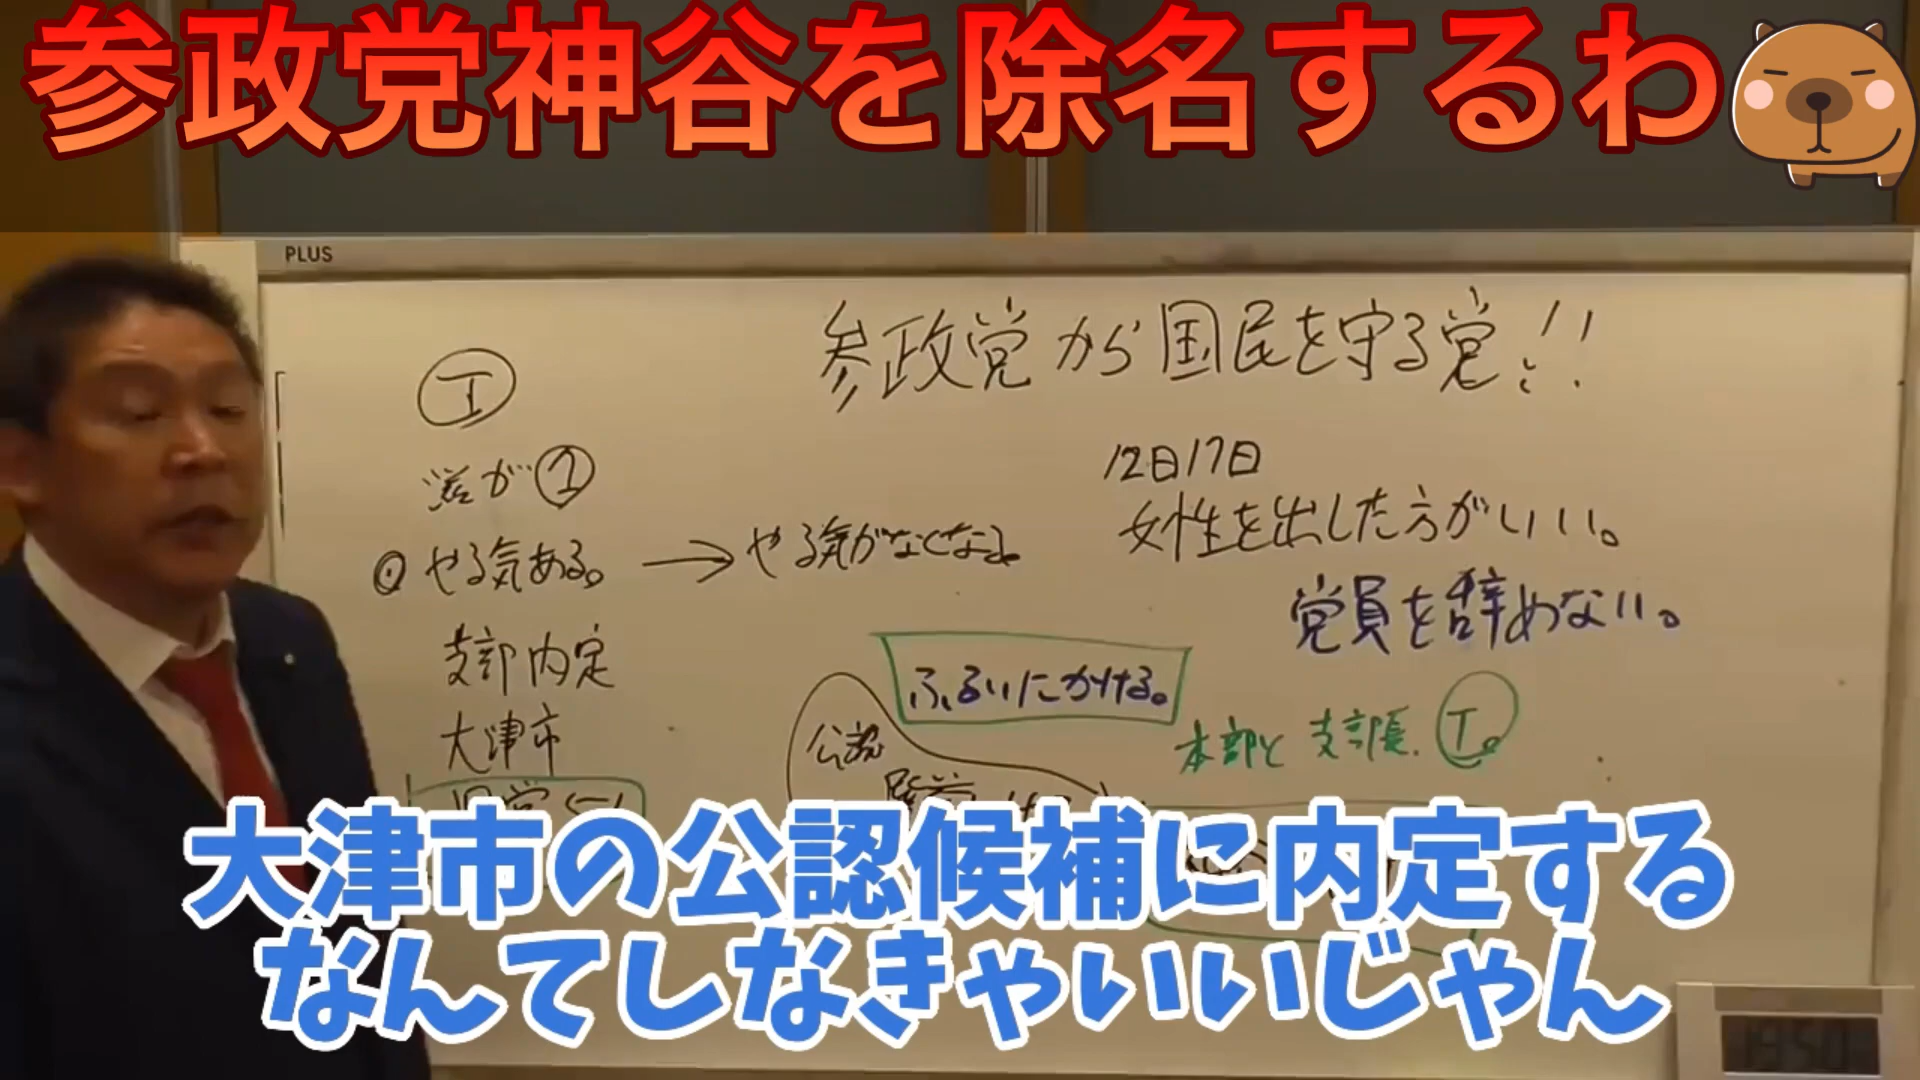 参政党神谷を除名するわ
PLUS
参政党から国民を守る党!!
T
滋が①
◎やる気ある。→やる気がなくなる。
12日17日
女性を出した方がいい。
党員を辞めない。
支部内定
ふるいにかける。
大津市
公認
本部と支部長.T。
大津市の公認候補に内定する
なんてしなきゃいいじゃん